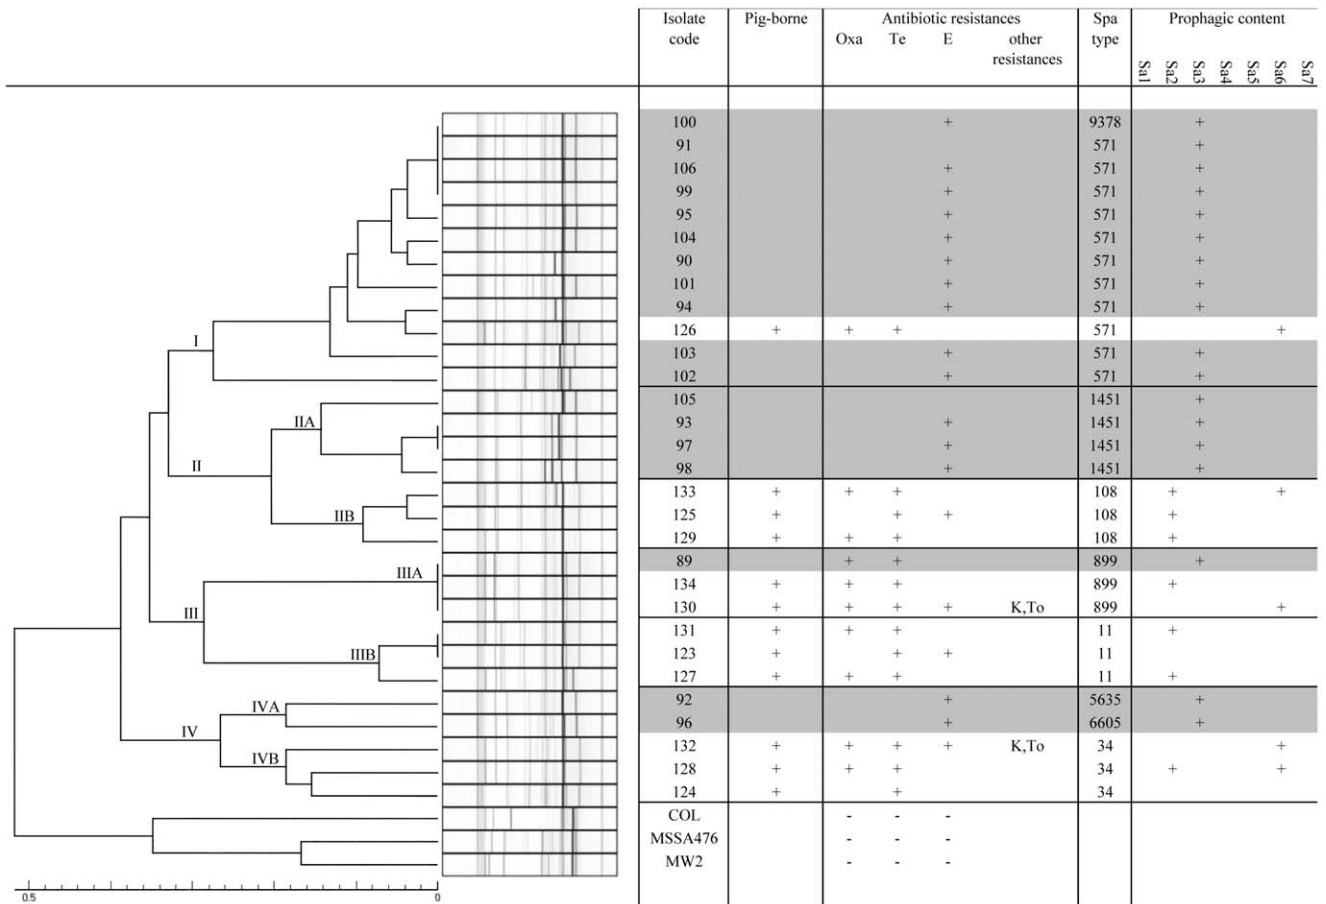 Isolate code Pig-borne Antibiotic resistances Spa type Prophagic content
Oxa Te E other resistances Sa1 Sa2 Sa3 Sa4 Sa5 Sa6 Sa7
100 + 9378 +
91 571 +
106 + 571 +
99 + 571 +
95 + 571 +
104 + 571 +
90 + 571 +
101 + 571 +
94 + 571 +
126 + + + 571 +
103 + 571 +
I
102 + 571 +
105 1451 +
IIA
93 + 1451 +
97 + 1451 +
II
98 + 1451 +
133 + + + 108 + +
IIB
125 + + + 108 +
129 + + + 108 +
89 + + 899 +
IIIA
134 + + + 899 +
III
130 + + + + K,To 899 +
131 + + + 11 +
IIIB
123 + + + 11
127 + + + 11 +
IVA
92 + 5635 +
96 + 6605 +
IV
132 + + + + K,To 34 +
IVB
128 + + + 34 + +
124 + + 34
COL - - -
MSSA476 - - -
MW2 - - -
0.5 0